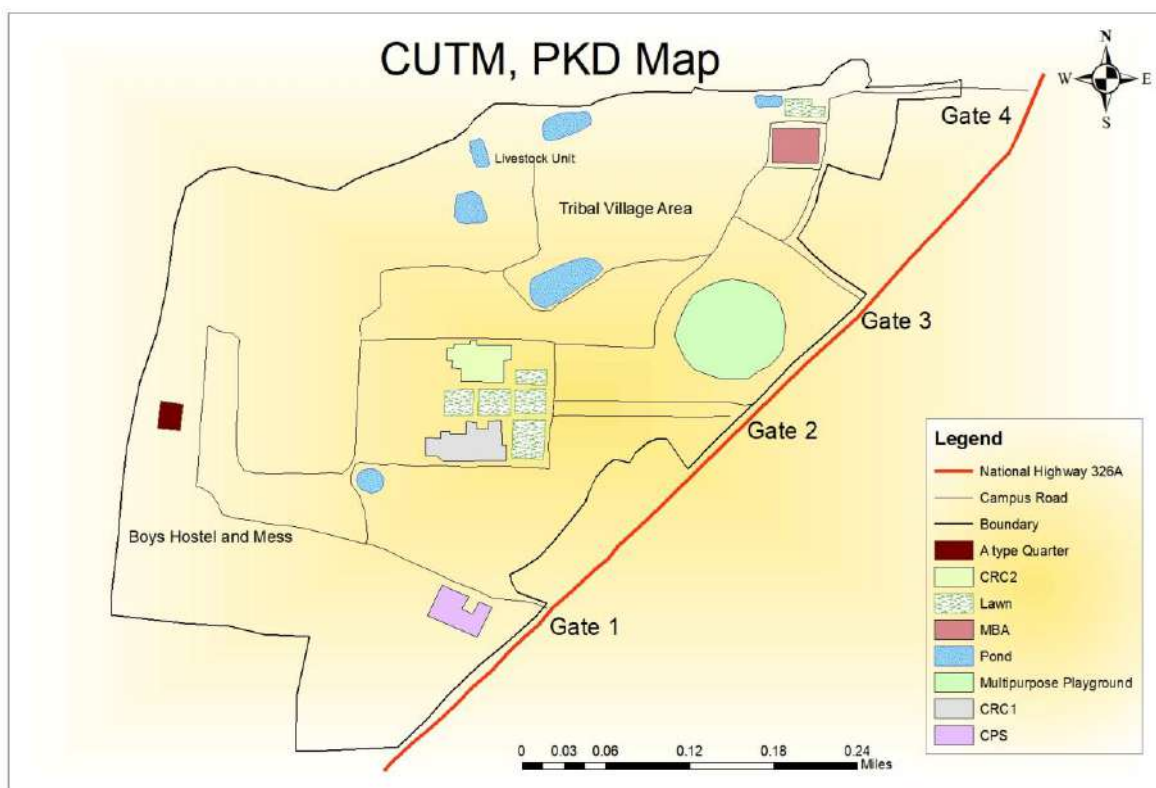 CUTM, PKD Map
N
W
E
S
Gate 4
Livestock Unit
Tribal Village Area
Gate 3
Gate 2
Boys Hostel and Mess
Gate 1
Legend
National Highway 326A
Campus Road
Boundary
A type Quarter
CRC2
Lawn
MBA
Pond
Multipurpose Playground
CRC1
CPS
0 0.03 0.06 0.12 0.18 0.24
Miles